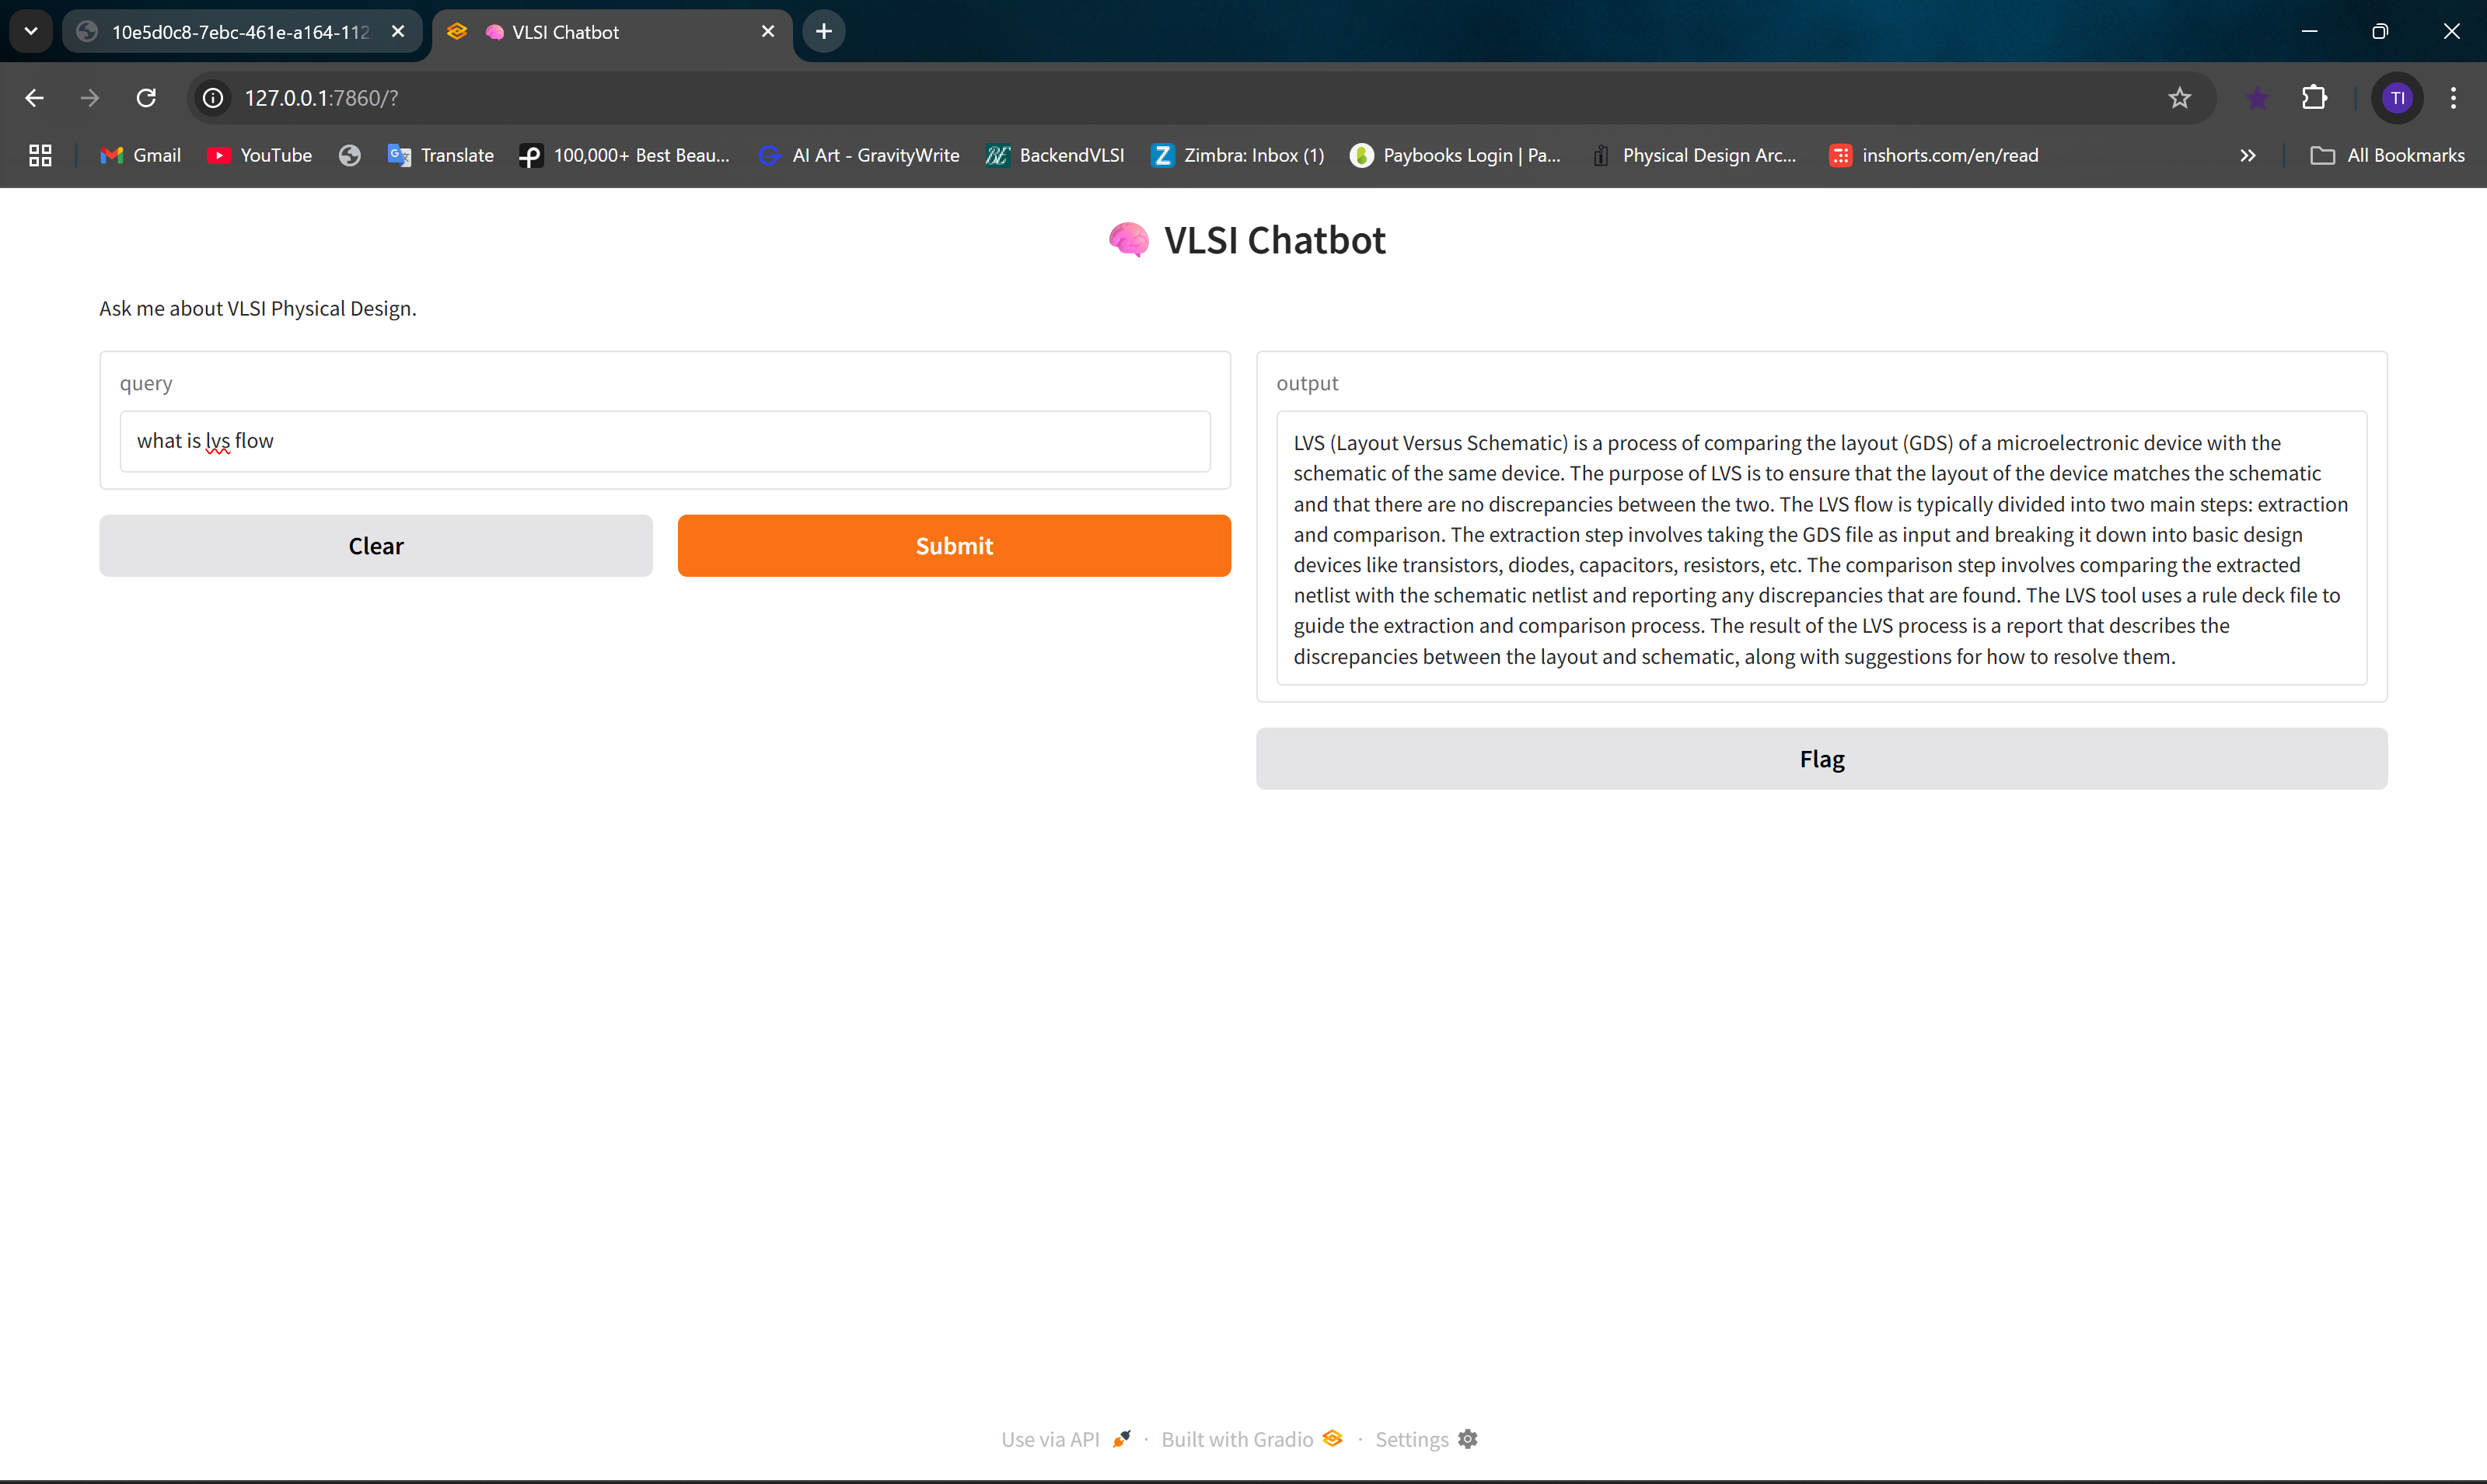 10e5d0c8-7ebc-461e-a164-112
VLSI Chatbot
127.0.0.1:7860/?
TI
Gmail
YouTube
Translate
100,000+ Best Beau...
AI Art - GravityWrite
BackendVLSI
Zimbra: Inbox (1)
Paybooks Login | Pa...
Physical Design Arc...
inshorts.com/en/read
All Bookmarks
VLSI Chatbot
Ask me about VLSI Physical Design.
query
what is lvs flow
Clear
Submit
output
LVS (Layout Versus Schematic) is a process of comparing the layout (GDS) of a microelectronic device with the
schematic of the same device. The purpose of LVS is to ensure that the layout of the device matches the schematic
and that there are no discrepancies between the two. The LVS flow is typically divided into two main steps: extraction
and comparison. The extraction step involves taking the GDS file as input and breaking it down into basic design
devices like transistors, diodes, capacitors, resistors, etc. The comparison step involves comparing the extracted
netlist with the schematic netlist and reporting any discrepancies that are found. The LVS tool uses a rule deck file to
guide the extraction and comparison process. The result of the LVS process is a report that describes the
discrepancies between the layout and schematic, along with suggestions for how to resolve them.
Flag
Use via API · Built with Gradio · Settings